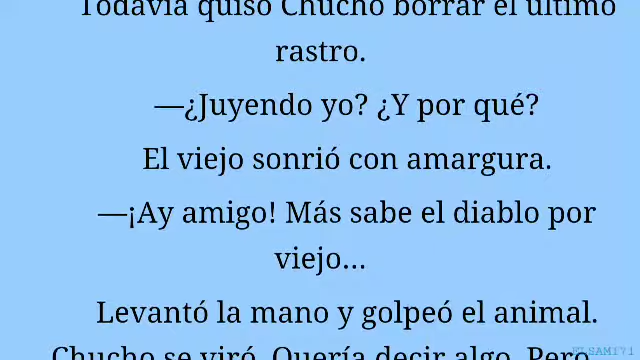 Todavía quiso Chucho borrar el último
rastro.
—¿Juyendo yo? ¿Y por qué?
El viejo sonrió con amargura.
—¡Ay amigo! Más sabe el diablo por
viejo...
Levantó la mano y golpeó el animal.
Chucho se viró. Quería decir algo. Pero
ELSAM171